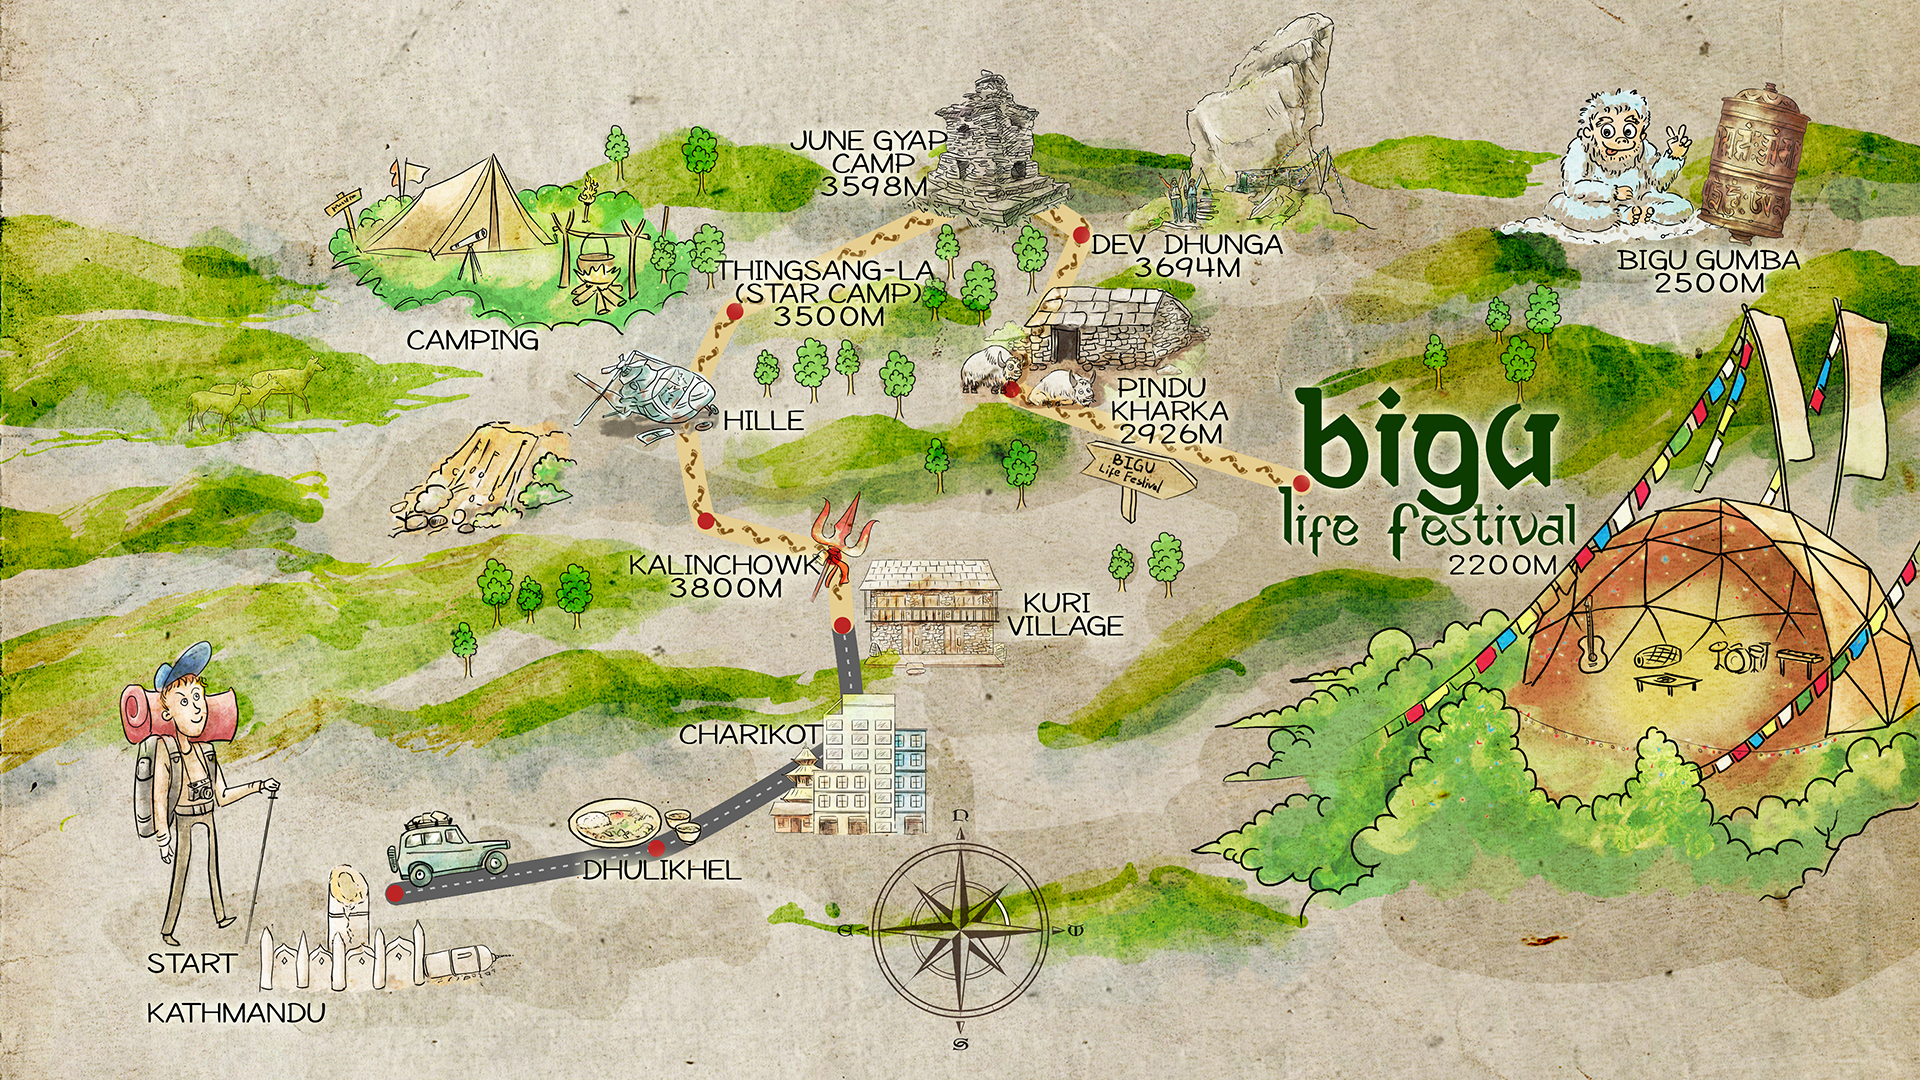 JUNE GYAP
CAMP
3598M
DEV DHUNGA
3694M
BIGU GUMBA
2500M
THINGSANG-LA
(STAR CAMP)
3500M
CAMPING
HILLE
PINDU
KHARKA
2926M
BIGU
Life Festival
bigu
life festival
2200M
KALINCHOWK
3800M
KURI
VILLAGE
CHARIKOT
DHULIKHEL
START
KATHMANDU
N
E
W
S